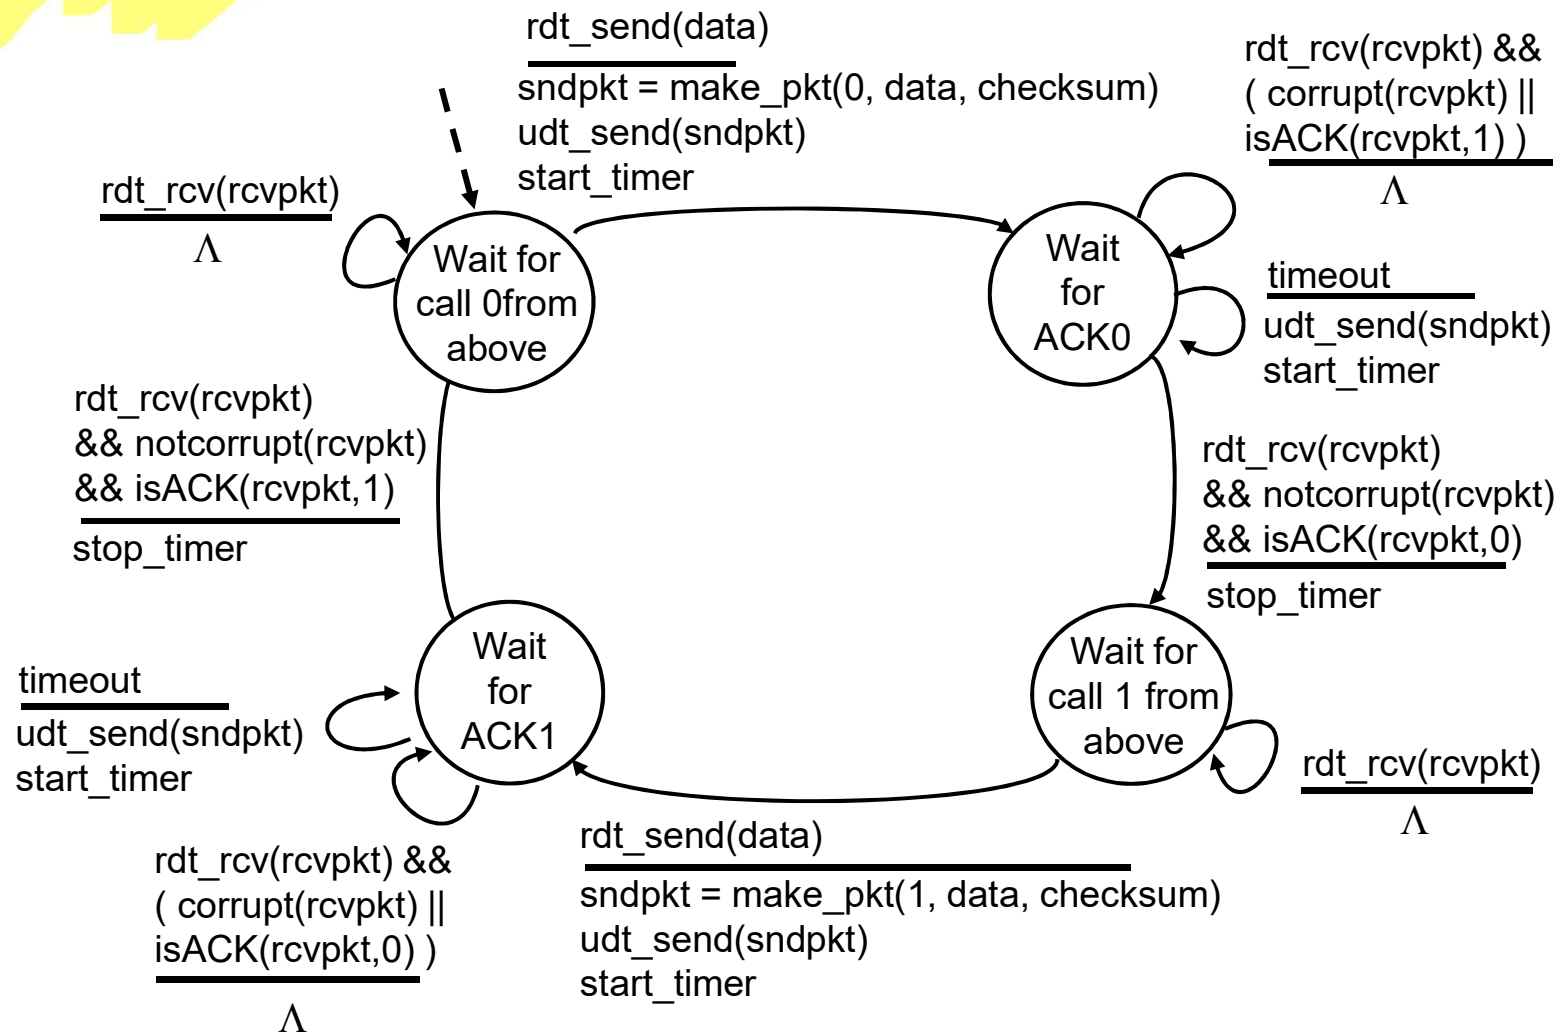 rdt_send(data)
sndpkt = make_pkt(0, data, checksum)
udt_send(sndpkt)
start_timer
rdt_rcv(rcvpkt) &&
( corrupt(rcvpkt) ||
isACK(rcvpkt,1) )
Λ
rdt_rcv(rcvpkt)
Λ
Wait for
call 0from
above
Wait
for
ACK0
timeout
udt_send(sndpkt)
start_timer
rdt_rcv(rcvpkt)
&& notcorrupt(rcvpkt)
&& isACK(rcvpkt,1)
stop_timer
rdt_rcv(rcvpkt)
&& notcorrupt(rcvpkt)
&& isACK(rcvpkt,0)
stop_timer
Wait
for
ACK1
Wait for
call 1 from
above
timeout
udt_send(sndpkt)
start_timer
rdt_rcv(rcvpkt)
Λ
rdt_rcv(rcvpkt) &&
( corrupt(rcvpkt) ||
isACK(rcvpkt,0) )
Λ
rdt_send(data)
sndpkt = make_pkt(1, data, checksum)
udt_send(sndpkt)
start_timer